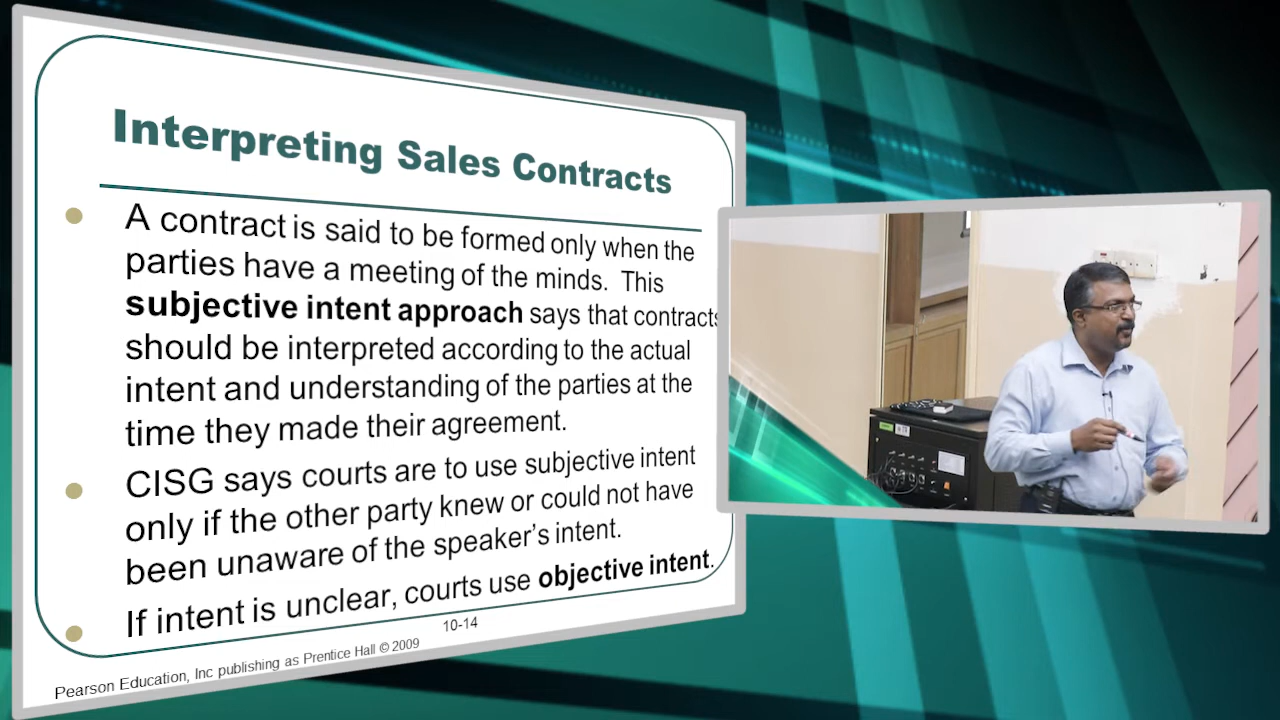 Interpreting Sales Contracts
A contract is said to be formed only when the
parties have a meeting of the minds. This
subjective intent approach says that contracts
should be interpreted according to the actual
intent and understanding of the parties at the
time they made their agreement.
CISG says courts are to use subjective intent
only if the other party knew or could not have
been unaware of the speaker's intent.
If intent is unclear, courts use objective intent.
10-14
Pearson Education, Inc publishing as Prentice Hall © 2009